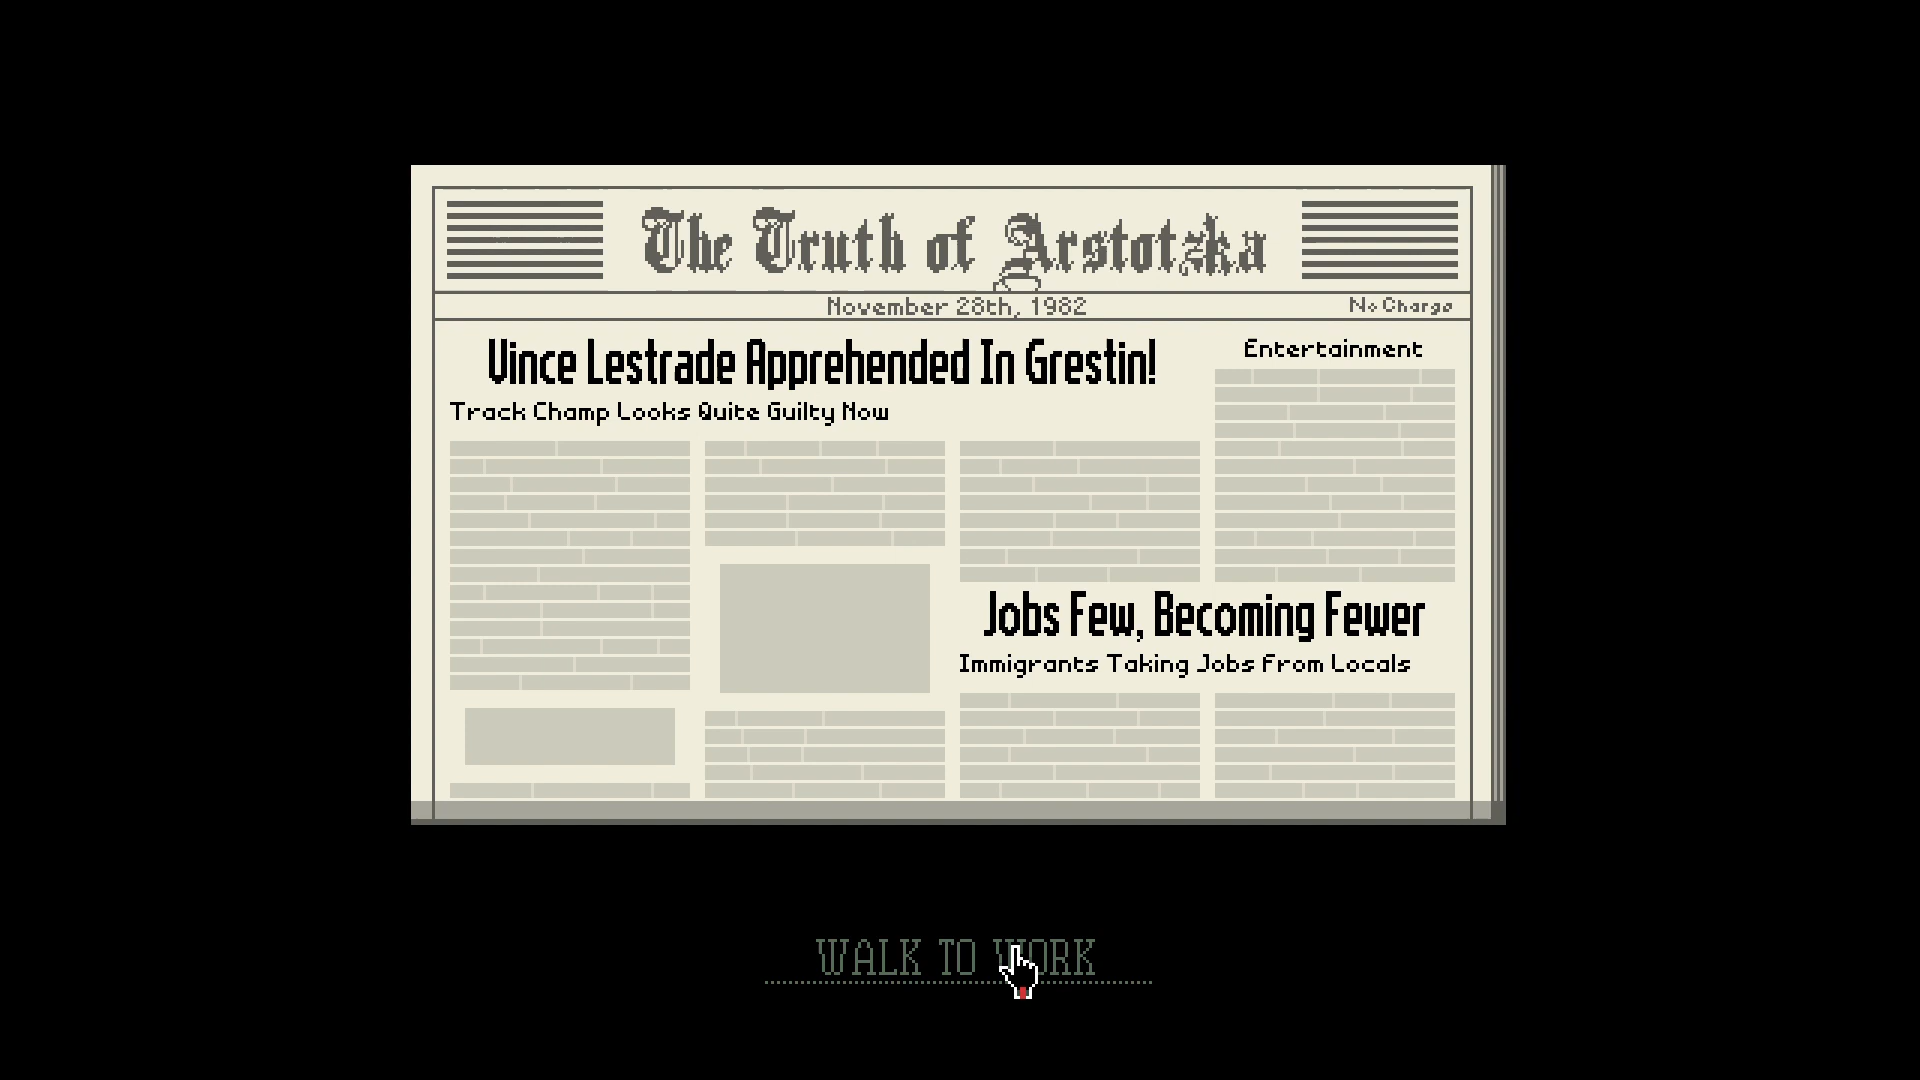 The Truth of Arstotzka
November 28th, 1982
No Charge
Vince Lestrade Apprehended In Grestin!
Track Champ Looks Quite Guilty Now
Entertainment
Jobs Few, Becoming Fewer
Immigrants Taking Jobs From Locals
WALK TO WORK